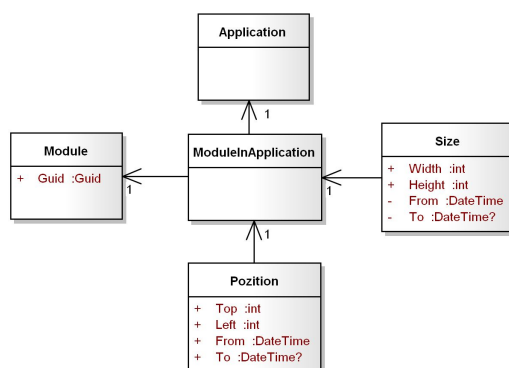 Application
1
Module
+ Guid :Guid
1
ModuleInApplication
1
Size
+ Width :int
+ Height :int
- From :DateTime
- To :DateTime?
1
Pozition
+ Top :int
+ Left :int
+ From :DateTime
+ To :DateTime?